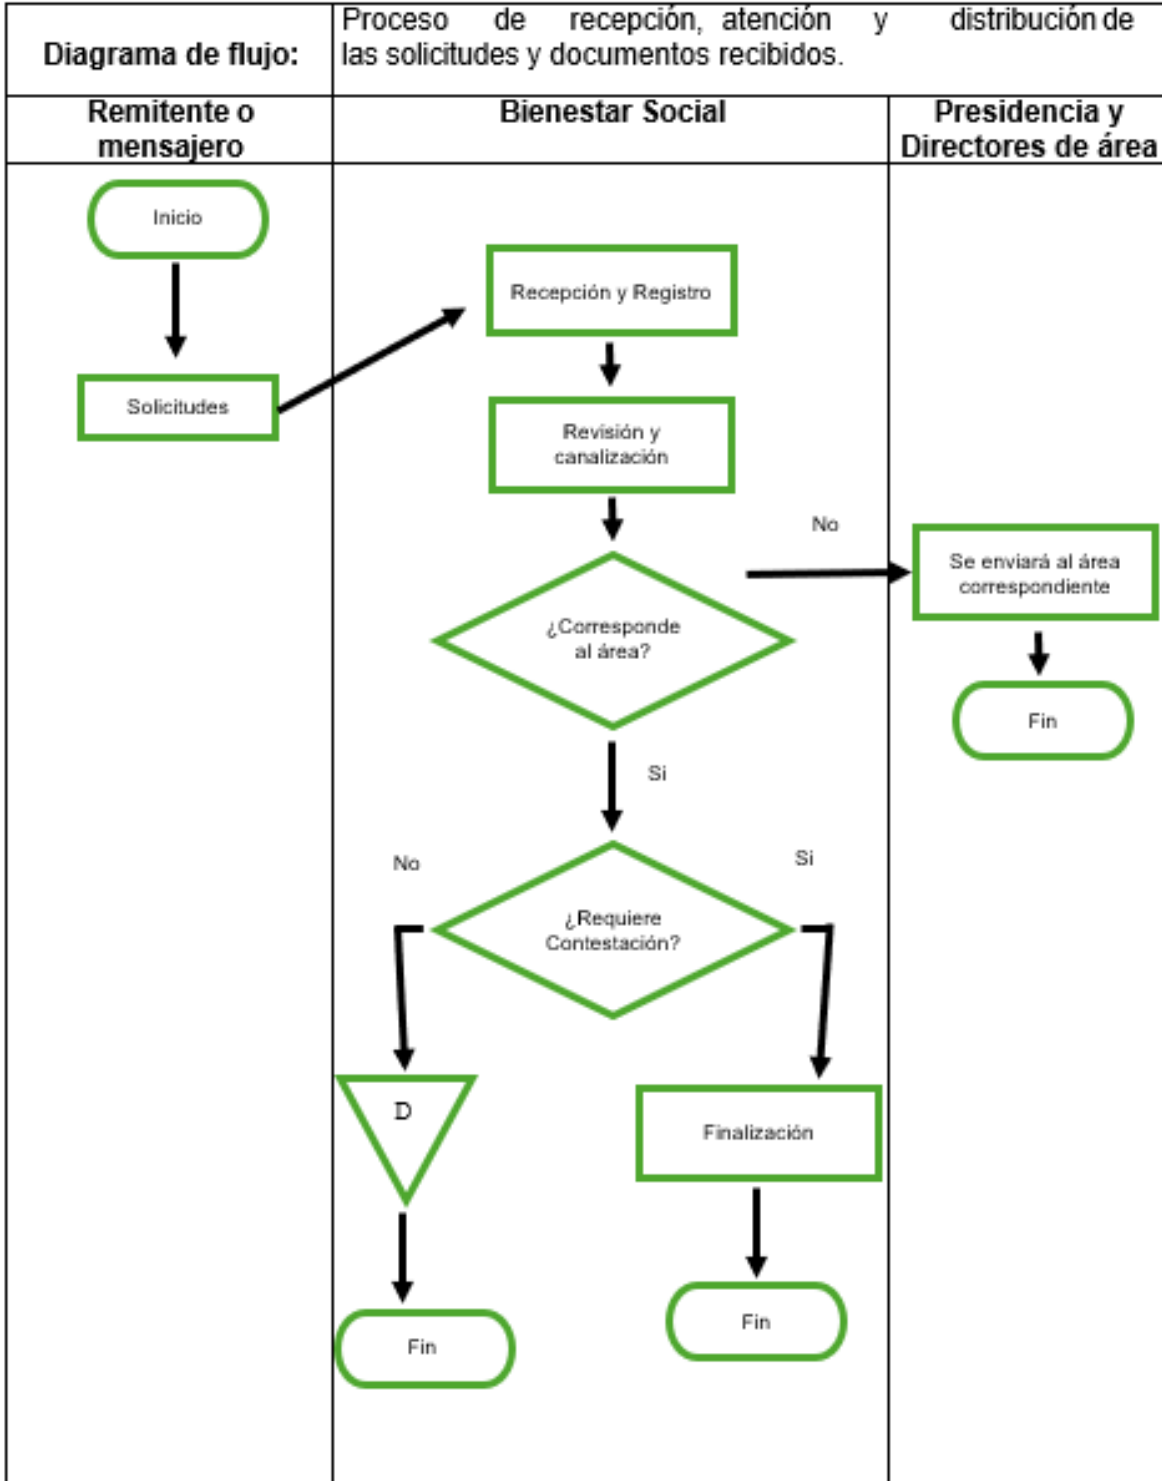 Diagrama de flujo:
Proceso de recepción, atención y distribución de
las solicitudes y documentos recibidos.
Remitente o
mensajero
Bienestar Social
Presidencia y
Directores de área
Inicio
Solicitudes
Recepción y Registro
Revisión y
canalización
¿Corresponde
al área?
No
Se enviará al área
correspondiente
Fin
Si
¿Requiere
Contestación?
No
Si
D
Finalización
Fin
Fin